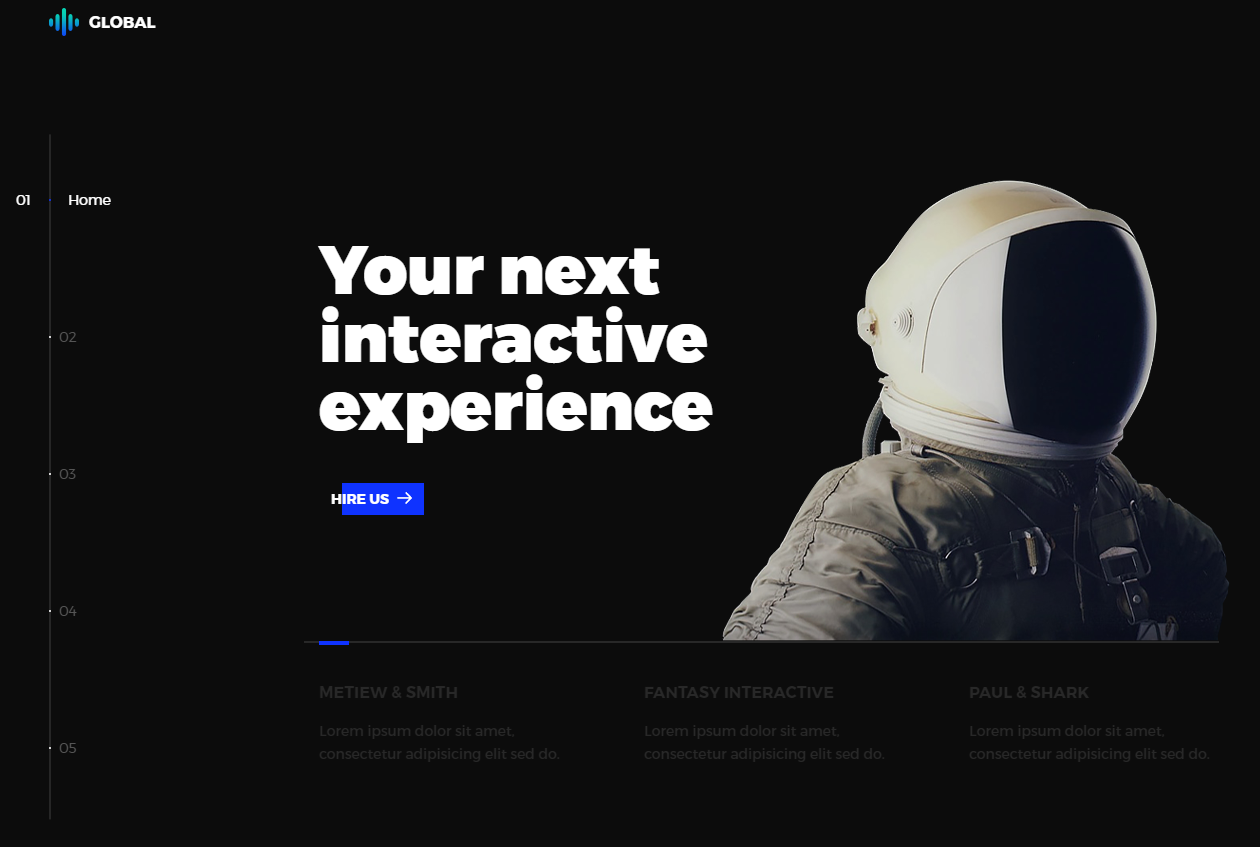 GLOBAL
01 Home
Your next
interactive
experience
02
03
HIRE US
04
METIEW & SMITH
Lorem ipsum dolor sit amet,
consectetur adipisicing elit sed do.
FANTASY INTERACTIVE
Lorem ipsum dolor sit amet,
consectetur adipisicing elit sed do.
PAUL & SHARK
Lorem ipsum dolor sit amet,
consectetur adipisicing elit sed do.
05